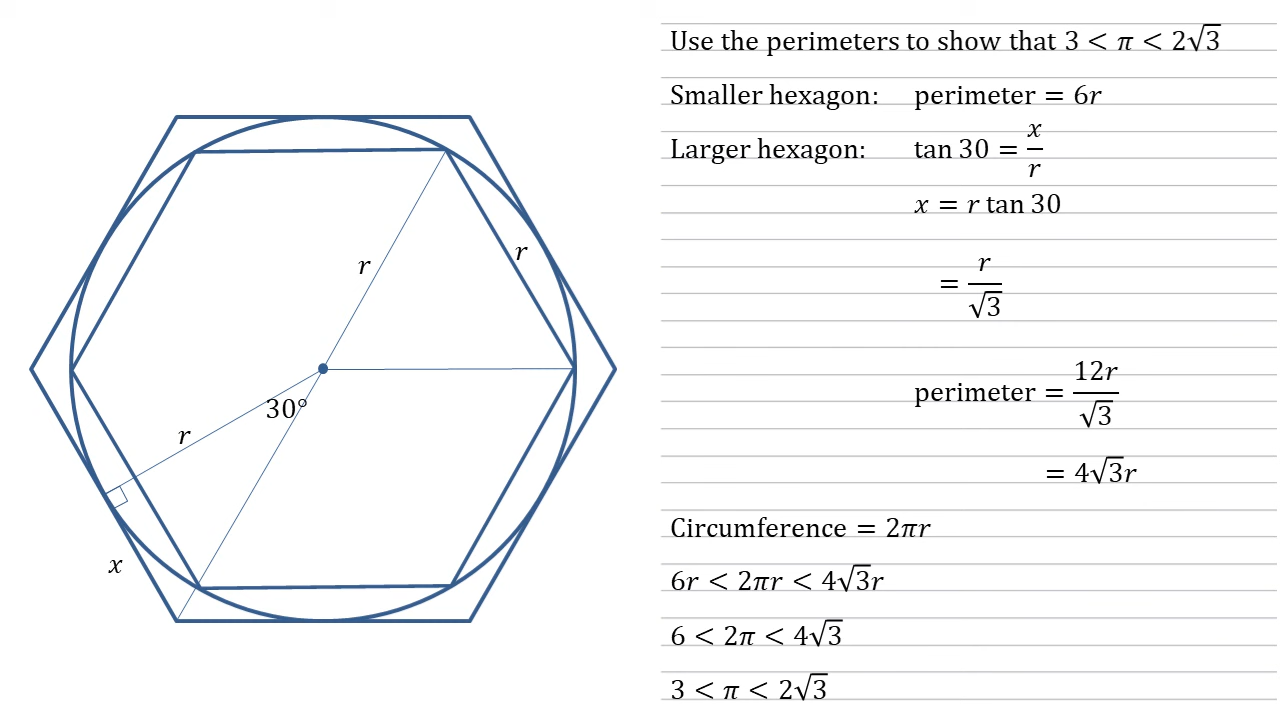 Use the perimeters to show that 3 < π < 2√3
Smaller hexagon: perimeter = 6r
Larger hexagon: tan 30 = x/r
x = r tan 30
= r/√3
perimeter = 12r/√3
= 4√3r
Circumference = 2πr
6r < 2πr < 4√3r
6 < 2π < 4√3
3 < π < 2√3
r
r
30°
r
x